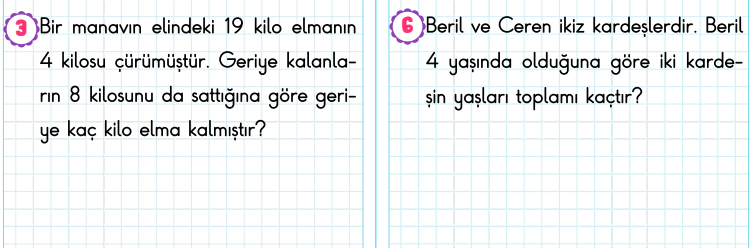 3 Bir manavın elindeki 19 kilo elmanın
4 kilosu çürümüştür. Geriye kalanla-
rın 8 kilosunu da sattığına göre geri-
ye kaç kilo elma kalmıştır?
6 Beril ve Ceren ikiz kardeşlerdir. Beril
4 yaşında olduğuna göre iki karde-
şin yaşları toplamı kaçtır?